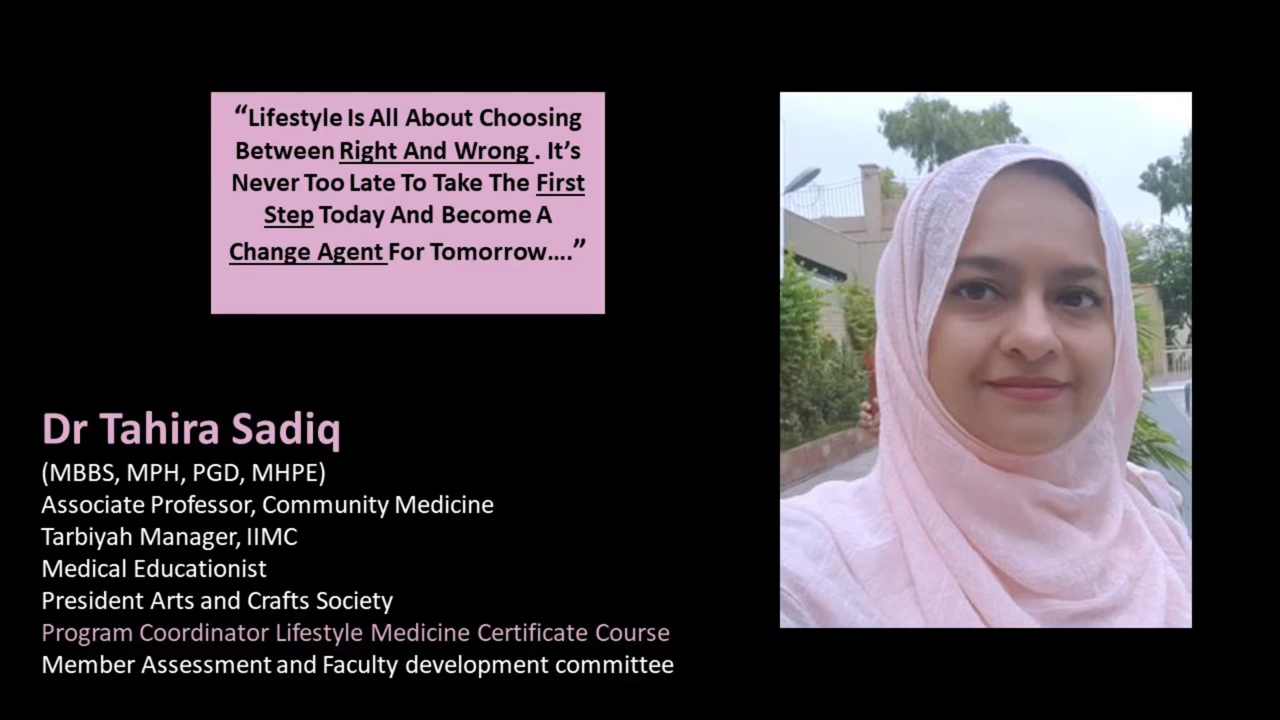 “Lifestyle Is All About Choosing
Between Right And Wrong . It’s
Never Too Late To Take The First
Step Today And Become A
Change Agent For Tomorrow….”
Dr Tahira Sadiq
(MBBS, MPH, PGD, MHPE)
Associate Professor, Community Medicine
Tarbiyah Manager, IIMC
Medical Educationist
President Arts and Crafts Society
Program Coordinator Lifestyle Medicine Certificate Course
Member Assessment and Faculty development committee